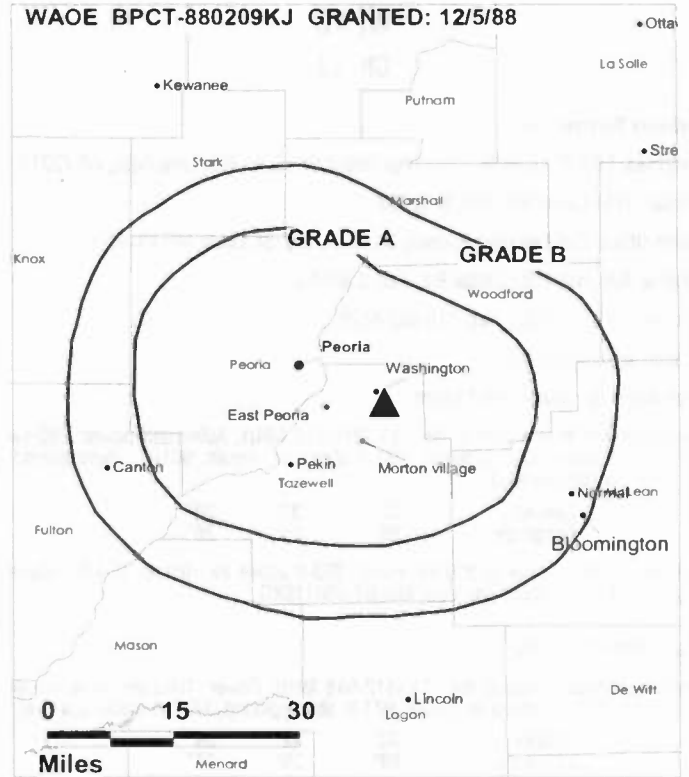 WAOE BPCT-880209KJ GRANTED: 12/5/88
Ottaw
La Salle
Kewanee
Putnam
Stre
Stark
Marshall
GRADE A
GRADE B
Knox
Woodford
Peoria
Peoria
Washington
East Peoria
Canton
Pekin
Morton village
Tazewell
Normal
McLean
Fulton
Bloomington
Mason
De Witt
Lincoln
Logan
0 15 30
Miles
Menard